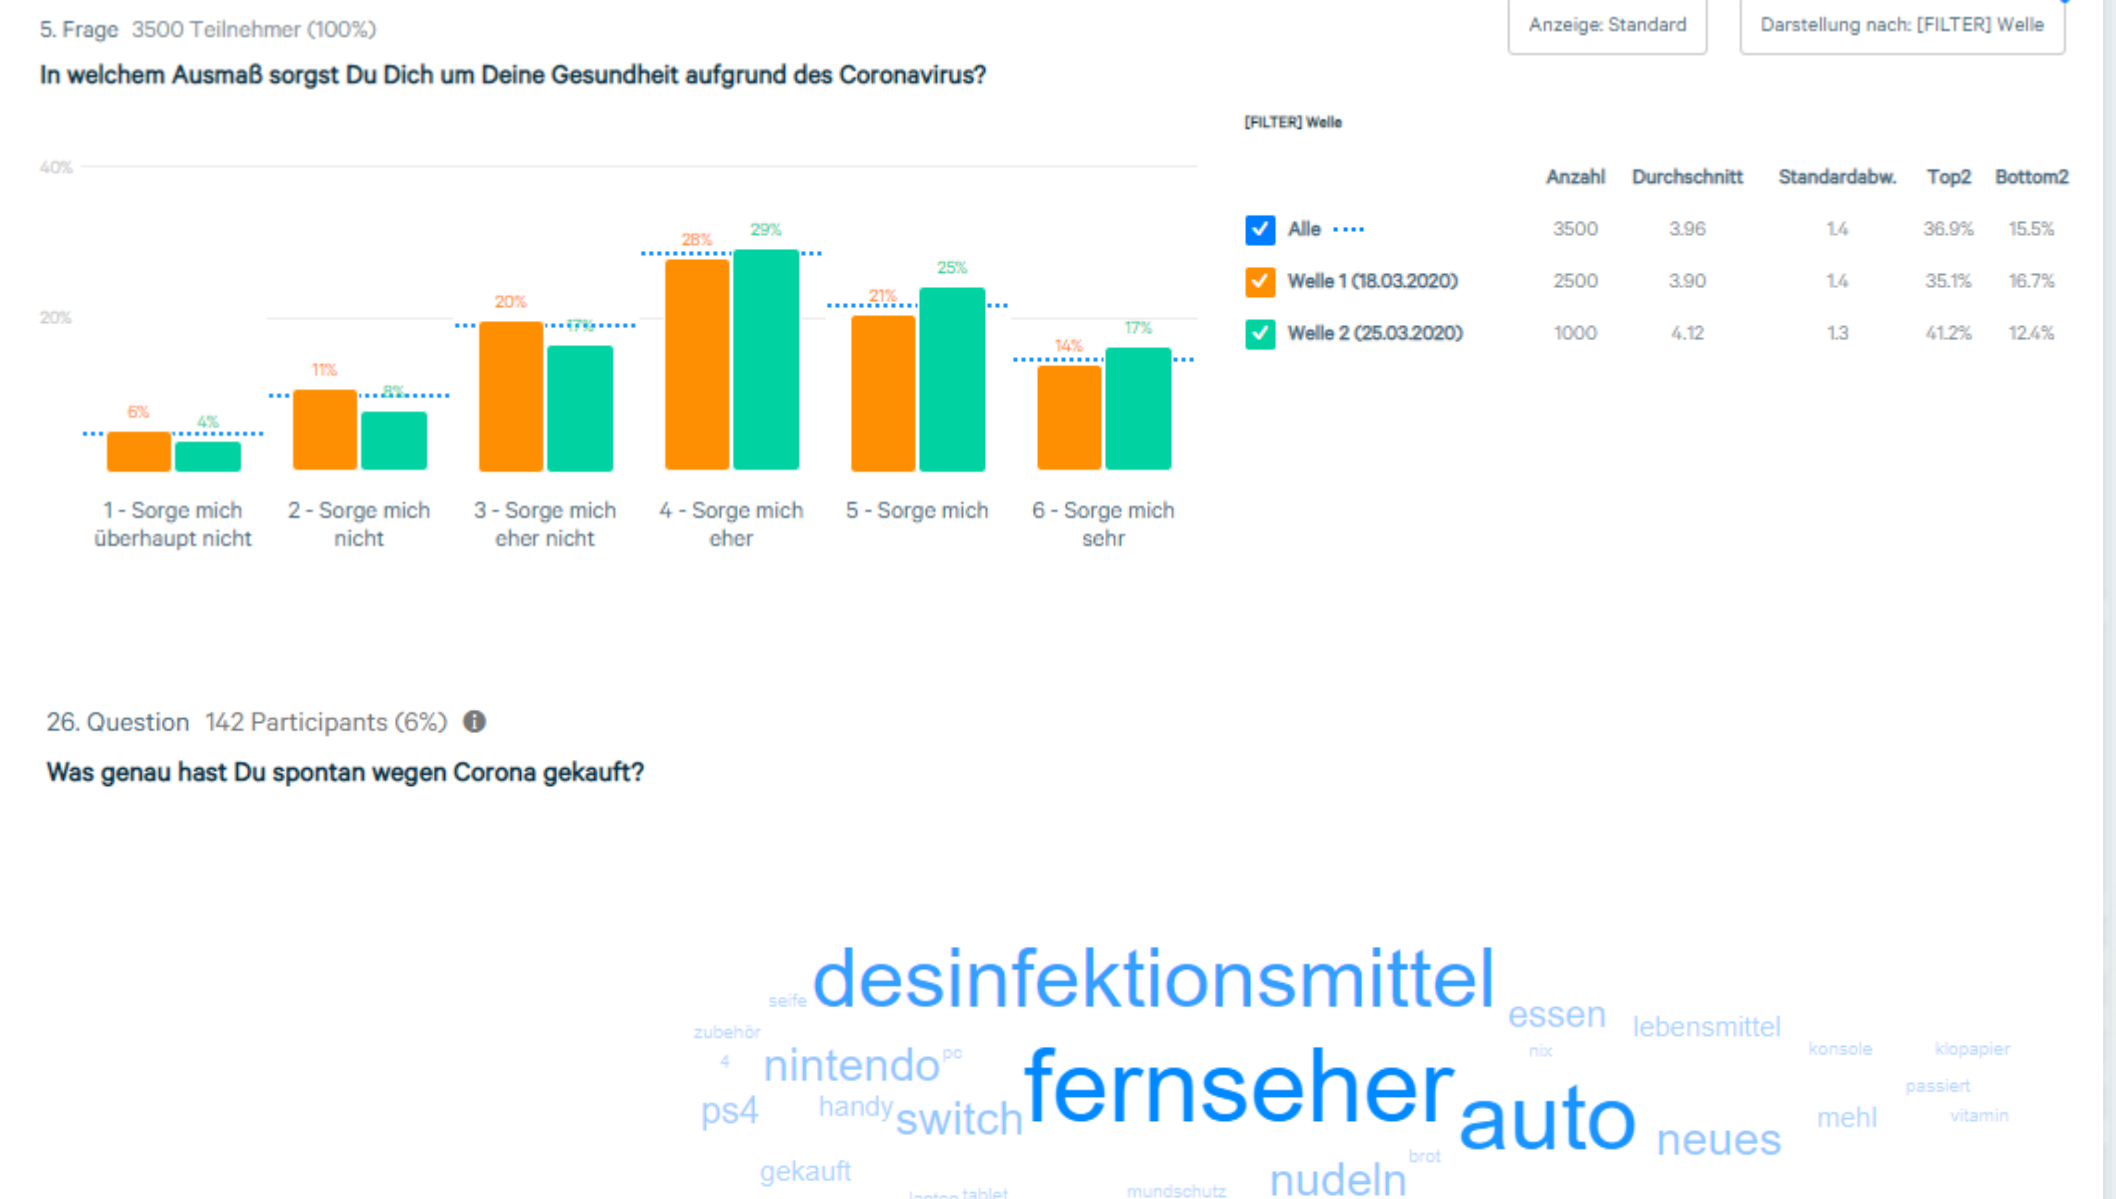 5. Frage 3500 Teilnehmer (100%)
Anzeige: Standard
Darstellung nach: [FILTER] Welle
In welchem Ausmaß sorgst Du Dich um Deine Gesundheit aufgrund des Coronavirus?
[FILTER] Welle
Anzahl Durchschnitt Standardabw. Top2 Bottom2
Alle 3500 3.96 1.4 36.9% 15.5%
Welle 1 (18.03.2020) 2500 3.90 1.4 35.1% 16.7%
Welle 2 (25.03.2020) 1000 4.12 1.3 41.2% 12.4%
40%
20%
6% 4%
11% 8%
20% 17%
28% 29%
21% 25%
14% 17%
1 - Sorge mich
überhaupt nicht
2 - Sorge mich
nicht
3 - Sorge mich
eher nicht
4 - Sorge mich
eher
5 - Sorge mich
6 - Sorge mich
sehr
26. Question 142 Participants (6%)
Was genau hast Du spontan wegen Corona gekauft?
seife desinfektionsmittel essen lebensmittel
zubehör
4 nintendo pc fernseher nix konsole klopapier
passiert
ps4 handy switch auto neues mehl vitamin
gekauft nudeln brot
laptop tablet mundschutz